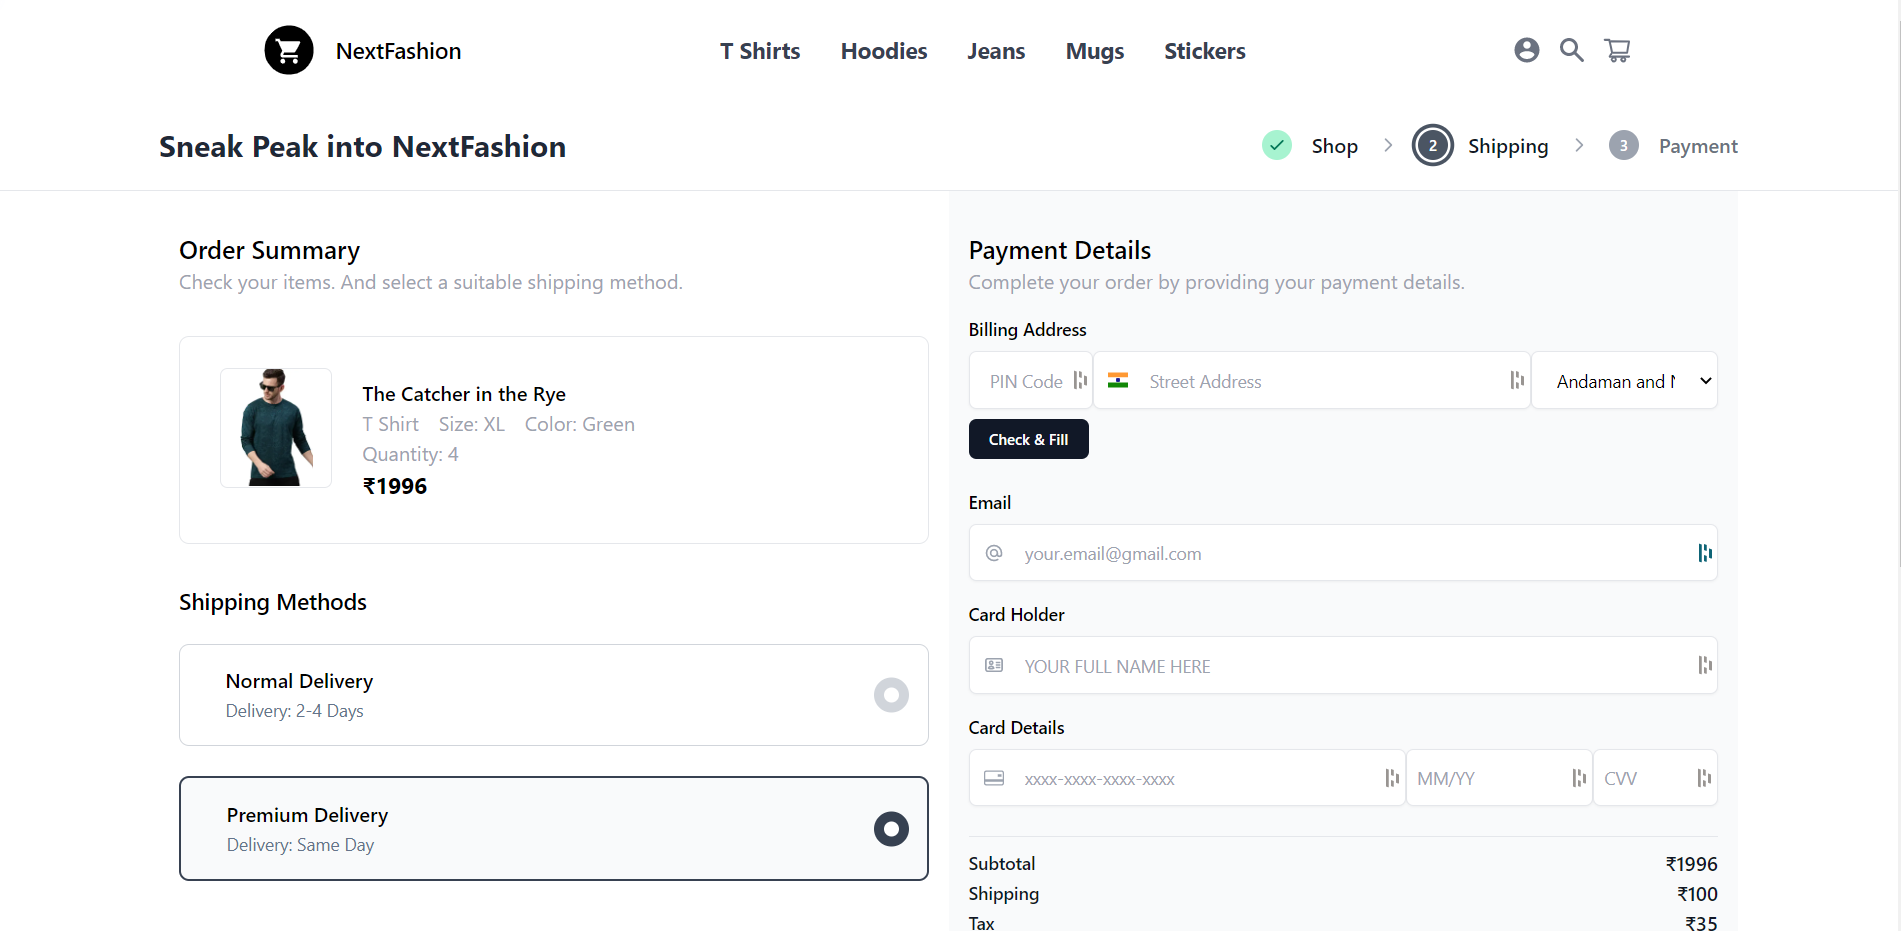 NextFashion
T Shirts Hoodies Jeans Mugs Stickers
Sneak Peak into NextFashion
Shop 2 Shipping 3 Payment
Order Summary
Check your items. And select a suitable shipping method.
The Catcher in the Rye
T Shirt Size: XL Color: Green
Quantity: 4
₹1996
Shipping Methods
Normal Delivery
Delivery: 2-4 Days
Premium Delivery
Delivery: Same Day
Payment Details
Complete your order by providing your payment details.
Billing Address
PIN Code Street Address Andaman and
Check & Fill
Email
your.email@gmail.com
Card Holder
YOUR FULL NAME HERE
Card Details
xxxx-xxxx-xxxx-xxxx MM/YY CVV
Subtotal ₹1996
Shipping ₹100
Tax ₹35